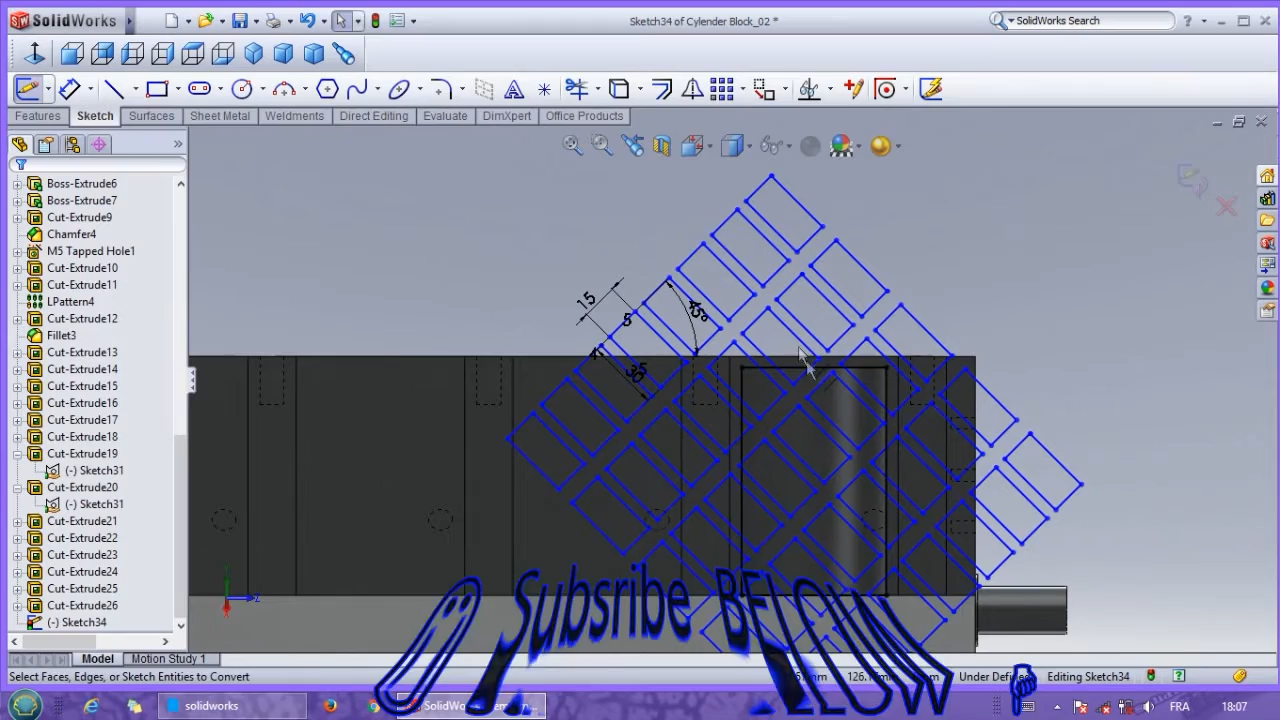 SolidWorks
Sketch34 of Cylender Block_02 *
SolidWorks Search
Features Sketch Surfaces Sheet Metal Weldments Direct Editing Evaluate DimXpert Office Products
Boss-Extrude6
Boss-Extrude7
Cut-Extrude9
Chamfer4
M5 Tapped Hole1
Cut-Extrude10
Cut-Extrude11
LPattern4
Cut-Extrude12
Fillet3
Cut-Extrude13
Cut-Extrude14
Cut-Extrude15
Cut-Extrude16
Cut-Extrude17
Cut-Extrude18
Cut-Extrude19
(-) Sketch31
Cut-Extrude20
(-) Sketch31
Cut-Extrude21
Cut-Extrude22
Cut-Extrude23
Cut-Extrude24
Cut-Extrude25
Cut-Extrude26
(-) Sketch34
15
5
45°
35
Subsribe BELOW
Model Motion Study 1
Select Faces, Edges, or Sketch Entities to Convert
Editing Sketch34
solidworks
FR
18:07